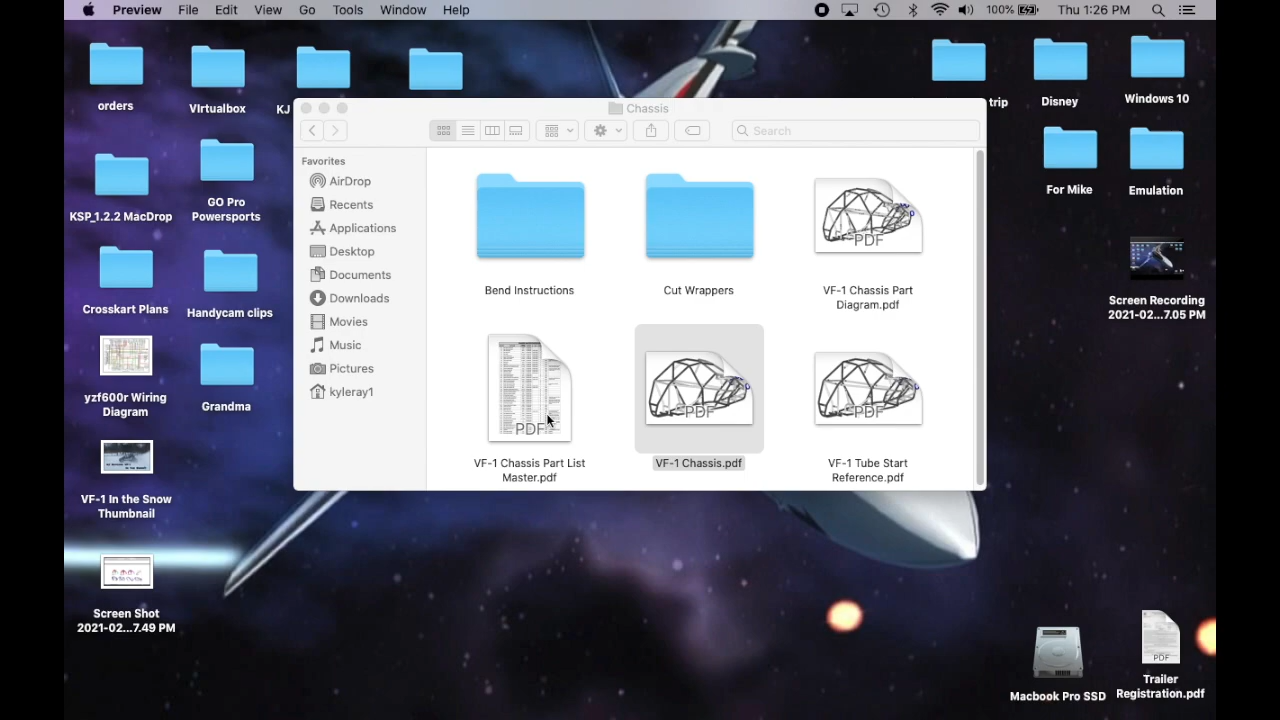 Preview File Edit View Go Tools Window Help
100% Thu 1:26 PM
orders
VIrtualbox
KJ
trip
Disney
Windows 10
Chassis
Search
Favorites
AirDrop
Recents
Applications
Desktop
Documents
Downloads
Movies
Music
Pictures
kyleray1
Bend Instructions
Cut Wrappers
PDF
VF-1 Chassis Part
Diagram.pdf
PDF
VF-1 Chassis Part List
Master.pdf
PDF
VF-1 Chassis.pdf
PDF
VF-1 Tube Start
Reference.pdf
KSP_1.2.2 MacDrop
GO Pro
Powersports
For Mike
Emulation
Crosskart Plans
Handycam clips
Screen Recording
2021-02...7.05 PM
yzf600r Wiring
Diagram
Grandma
VF-1 In the Snow
Thumbnail
Screen Shot
2021-02...7.49 PM
Macbook Pro SSD
PDF
Trailer
Registration.pdf